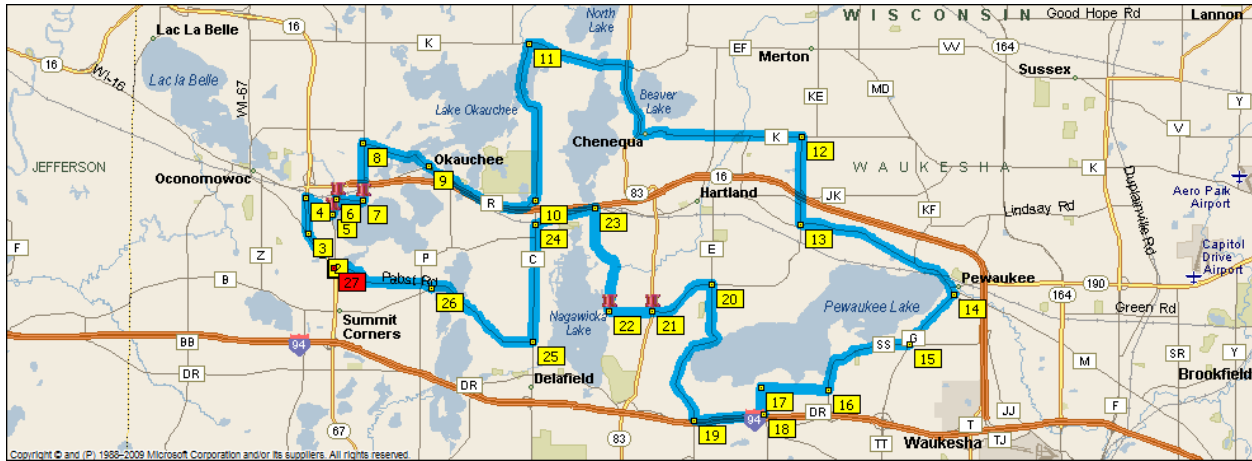 WISCONSIN
Good Hope Rd
Lannon
North
Lake
Lac La Belle
16
K
11
EF
Merton
VV
164
Sussex
16
WI-16
Lac la Belle
WI-67
Lake Okauchee
Beaver
Lake
KE
MD
Y
V
Chenequa
K
12
JEFFERSON
8
Okauchee
WAUKESHA
K
Oconomowoc
9
83
16
Hartland
JK
Duplainville Rd
Aero Park
Airport
4
6
7
R
10
KF
Lindsay Rd
5
23
24
13
3
Capitol
Drive
Airport
F
Z
P
C
E
B
27
Pabst Rd
26
20
Pewaukee
Pewaukee Lake
14
164
190
Green Rd
Summit
Corners
Nagawicka
Lake
22
21
G
SS
15
M
SR
Y
BB
94
25
DR
Delafield
DR
Brookfield
17
16
94
18
DR
19
F
JJ
T
67
83
TT
Waukesha
TJ
Copyright © and (P) 1988–2009 Microsoft Corporation and/or its suppliers. All rights reserved.